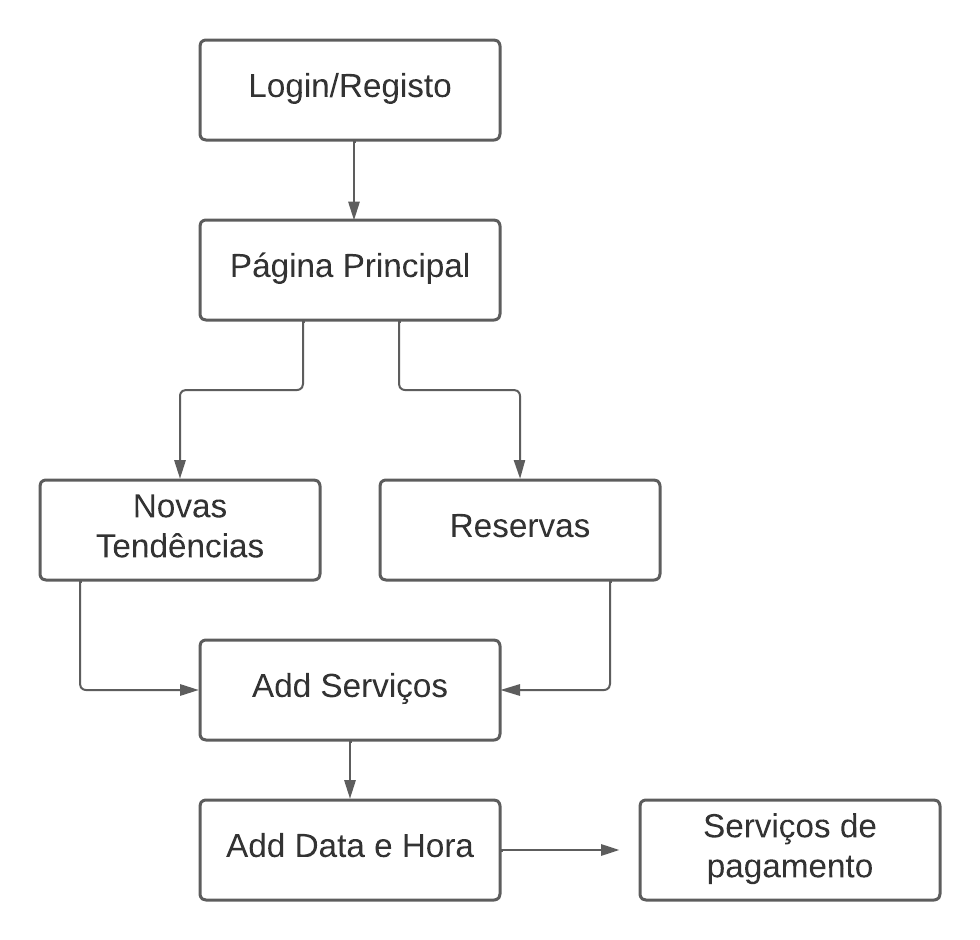 Login/Registo
Página Principal
Novas
Tendências
Reservas
Add Serviços
Add Data e Hora
Serviços de
pagamento